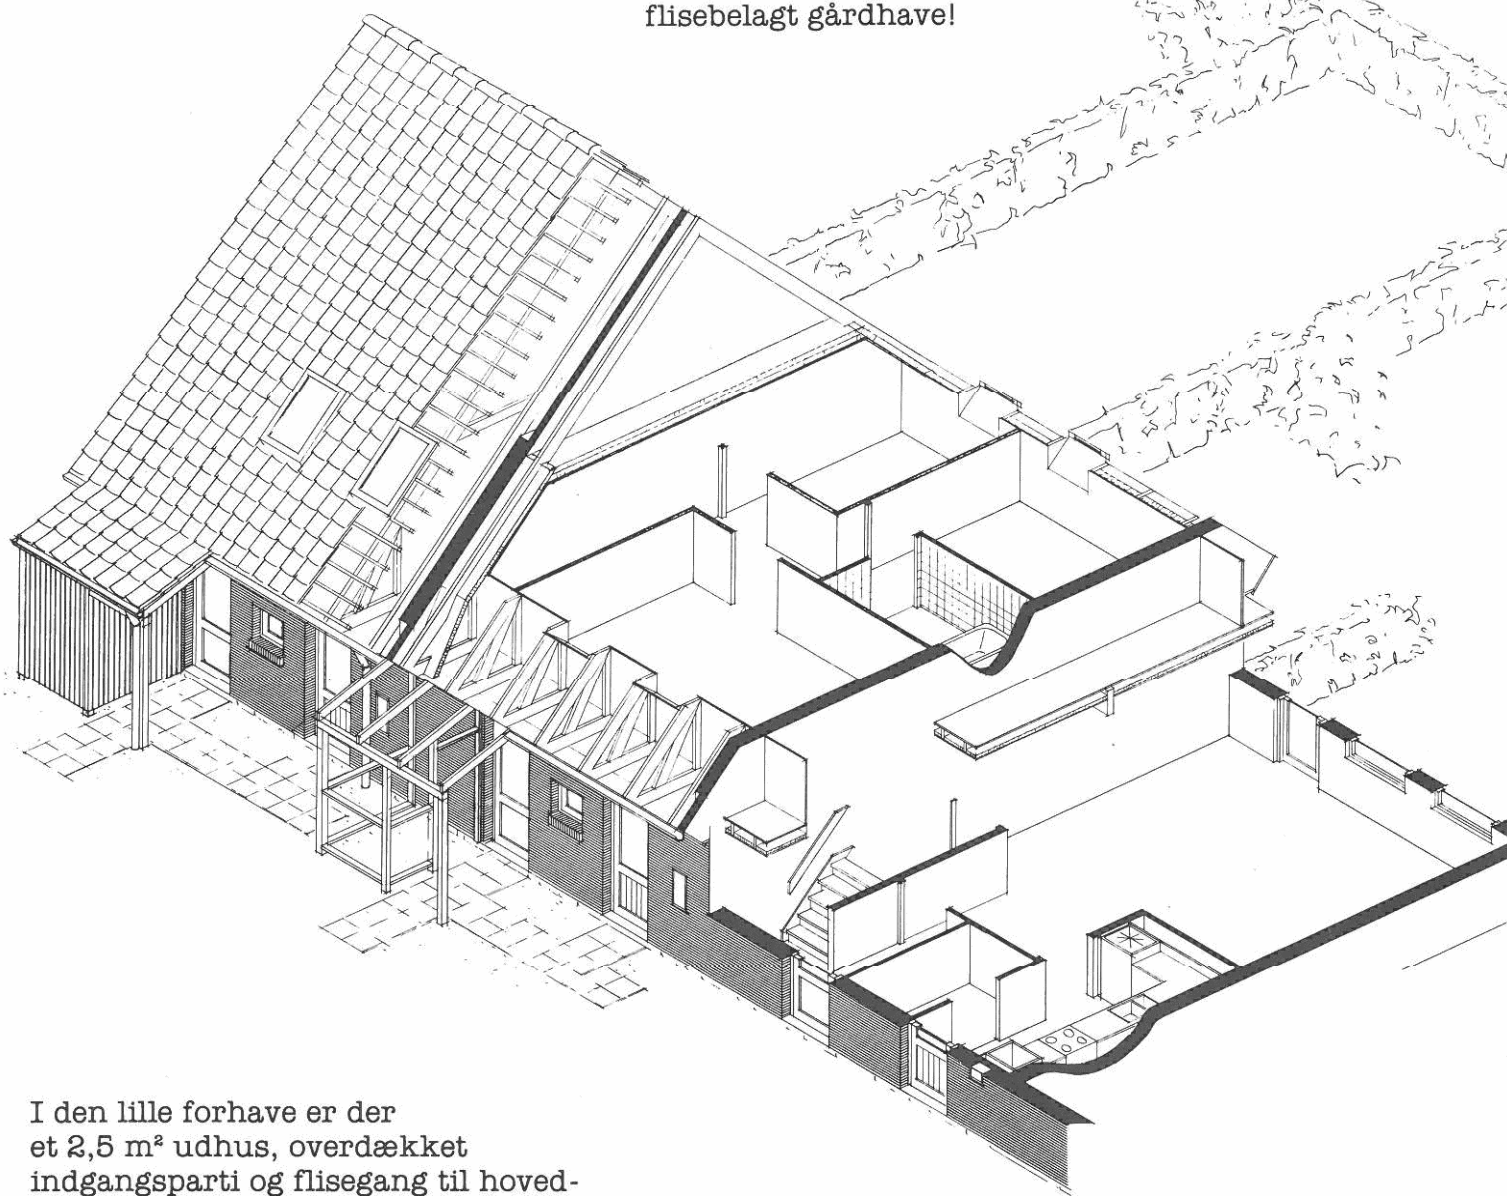 flisebelagt gårdhave!
I den lille forhave er der
et 2,5 m² udhus, overdækket
indgangsparti og flisegang til hoved-